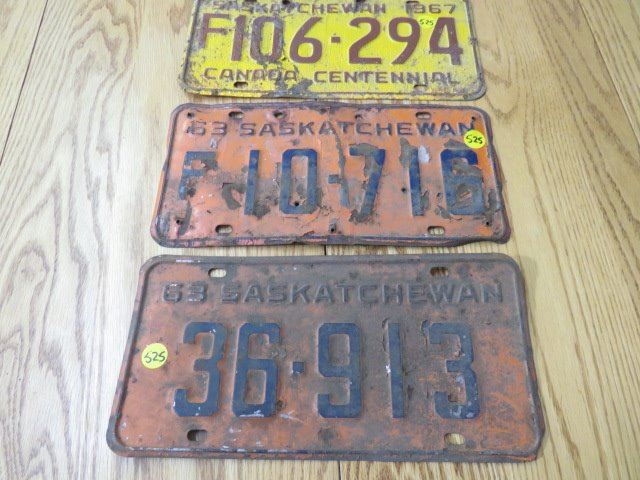 SASKATCHEWAN 1967
525
F106-294
CANADA CENTENNIAL
63 SASKATCHEWAN
525
F 10-716
63 SASKATCHEWAN
36-913
525